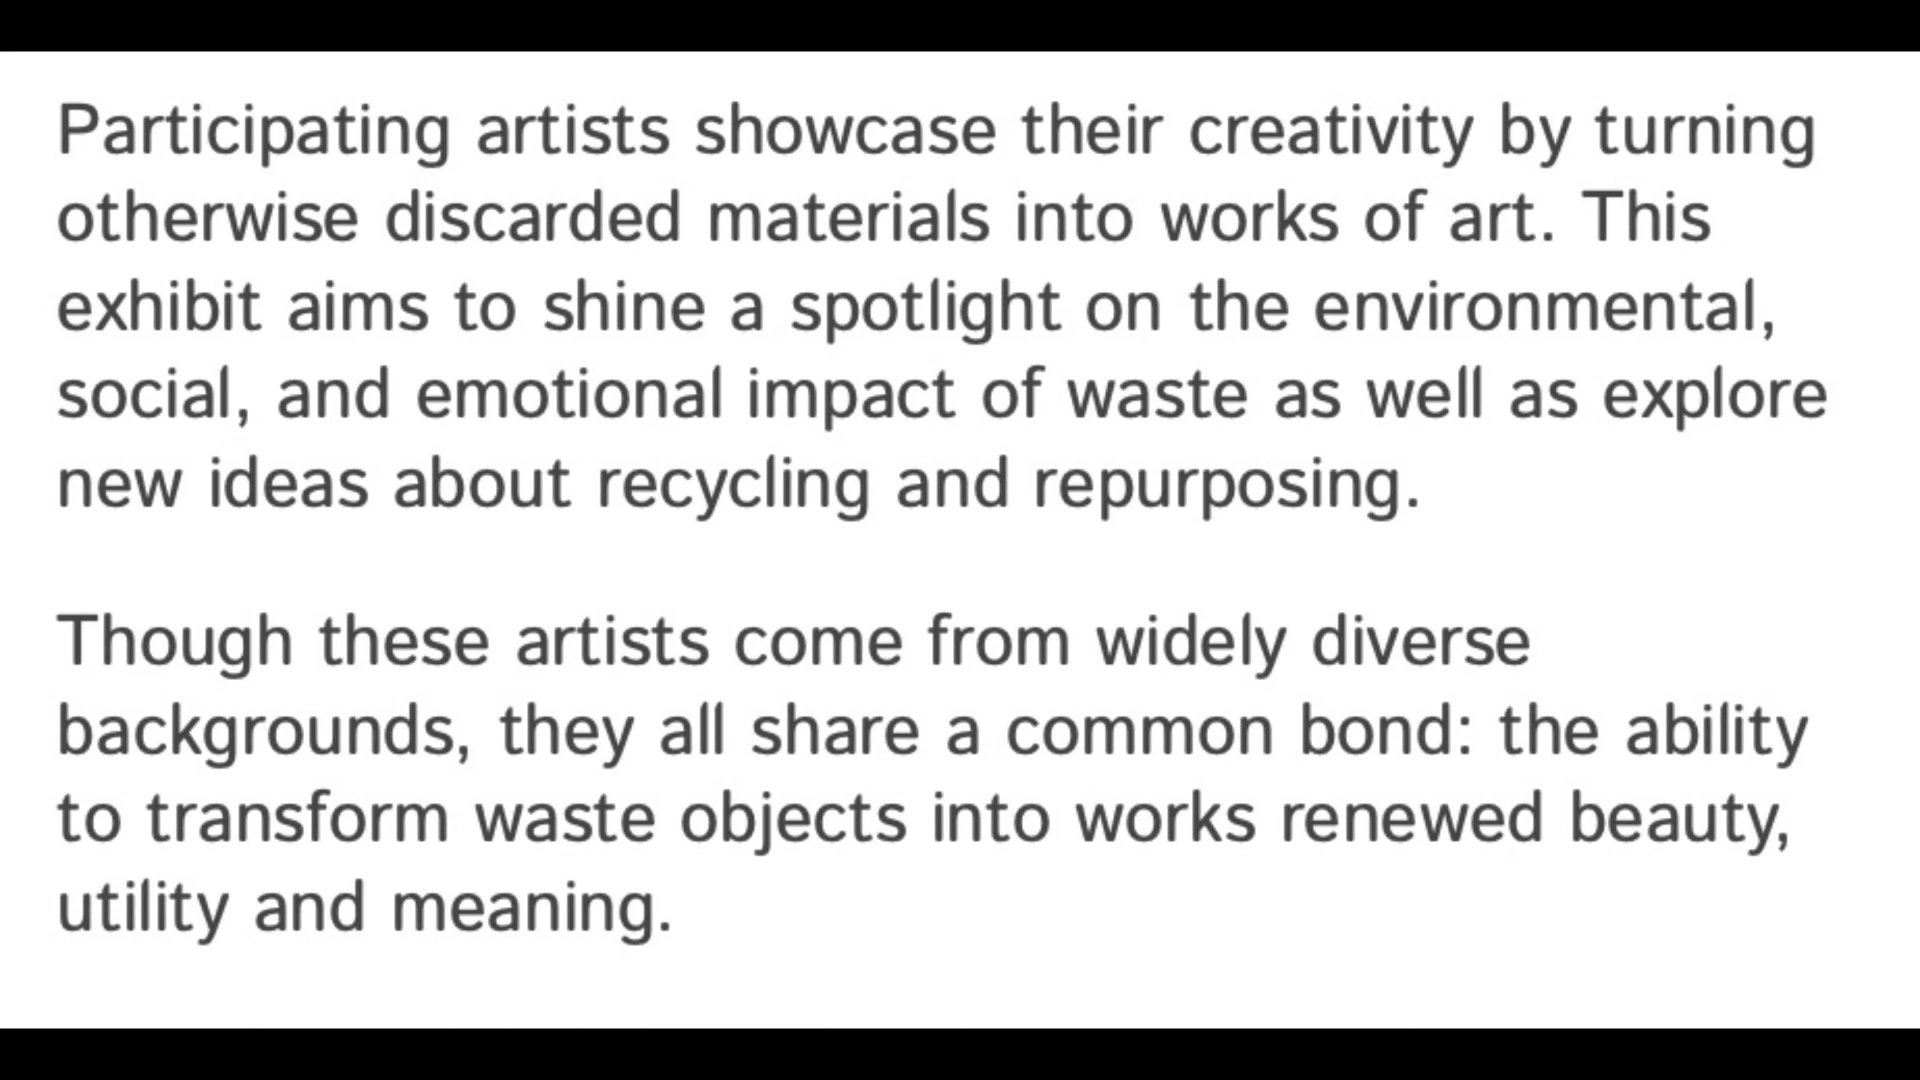 Participating artists showcase their creativity by turning
otherwise discarded materials into works of art. This
exhibit aims to shine a spotlight on the environmental,
social, and emotional impact of waste as well as explore
new ideas about recycling and repurposing.
Though these artists come from widely diverse
backgrounds, they all share a common bond: the ability
to transform waste objects into works renewed beauty,
utility and meaning.